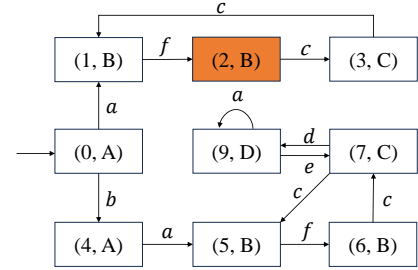 c
(1, B) f (2, B) c (3, C)
a a
(0, A) (9, D) d (7, C)
e
b c c
(4, A) a (5, B) f (6, B)